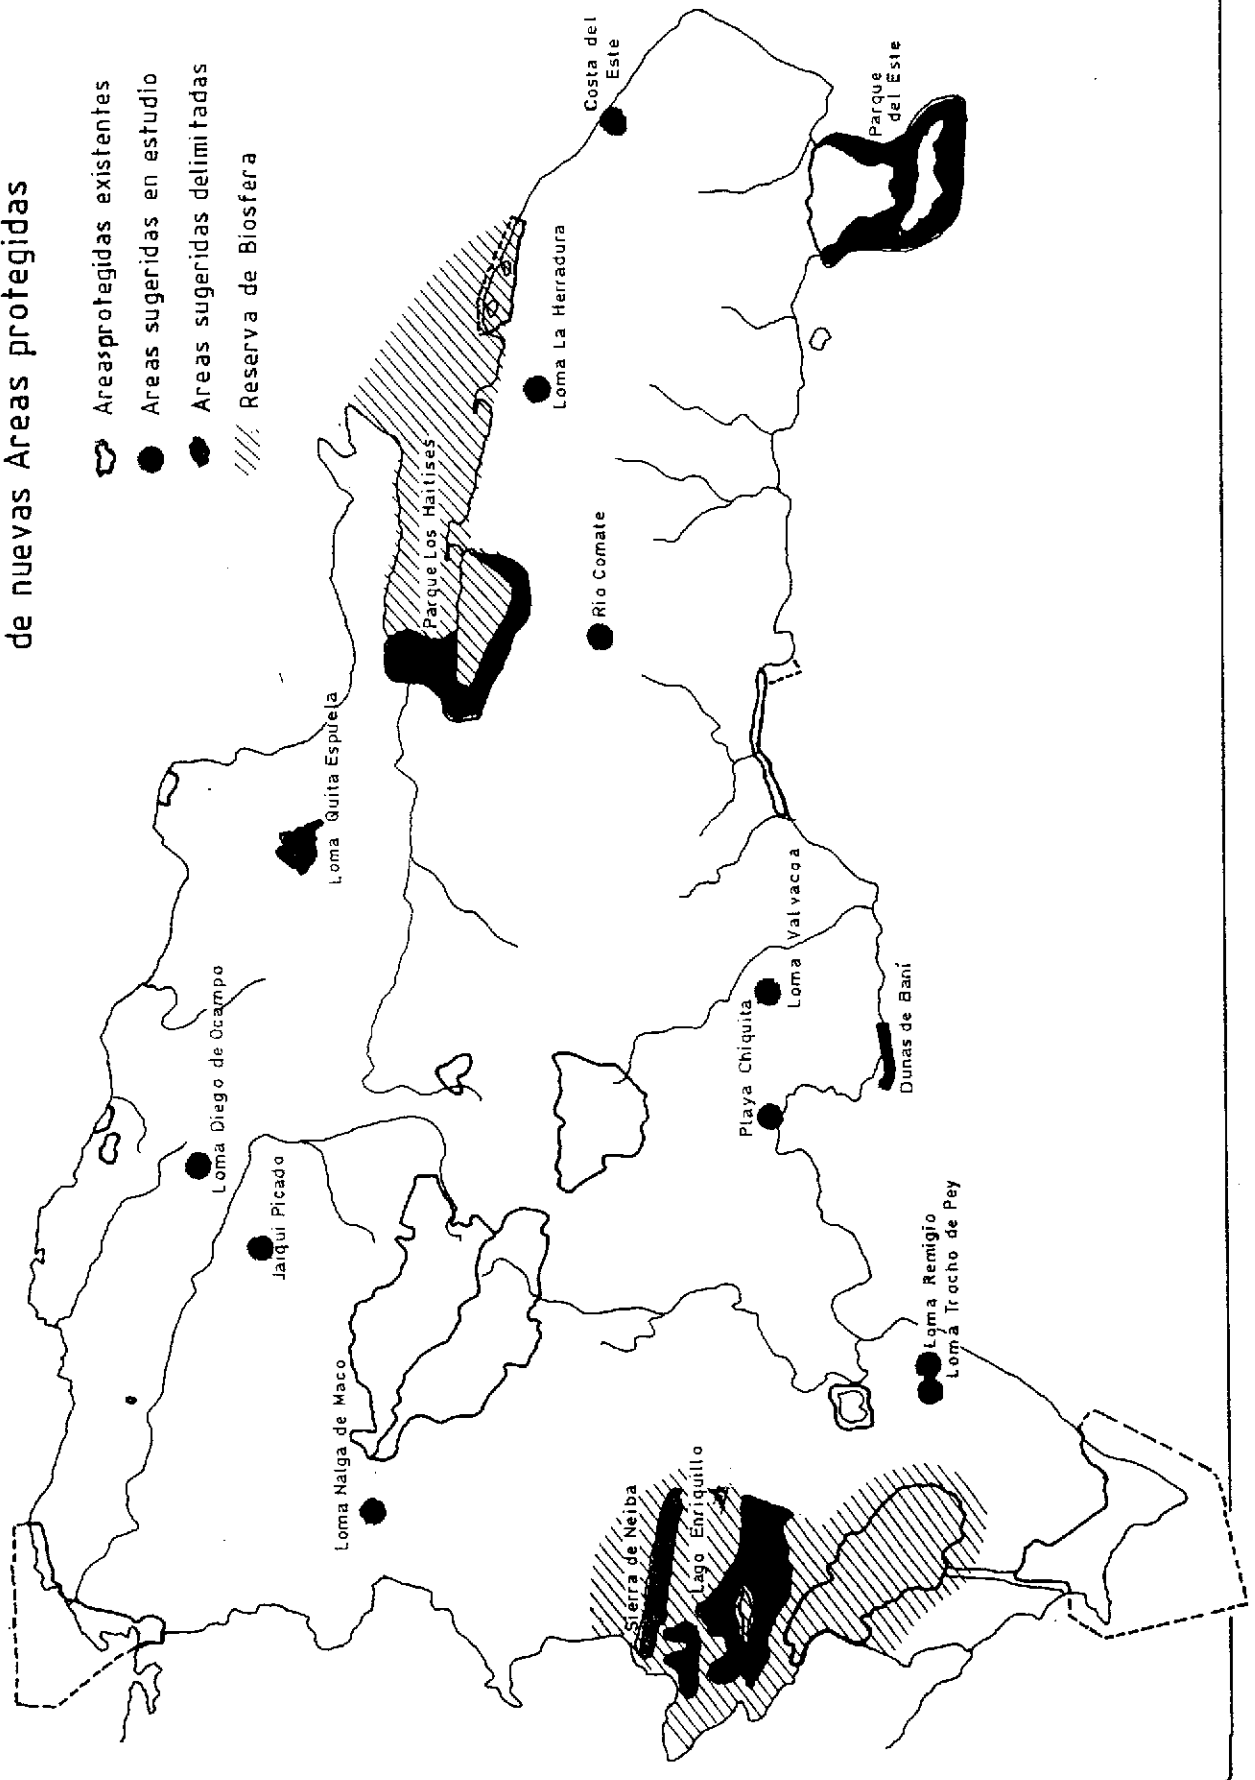 de nuevas Areas protegidas
Areasprotegidas existentes
Areas sugeridas en estudio
Areas sugeridas delimitadas
Reserva de Biosfera
Loma Diego de Ocampo
Jaiqui Picado
Loma Nalga de Maco
Loma Quita Espuela
Parque Los Haitises
Loma La Herradura
Costa del
Este
Rio Comate
Parque
del Este
Sierra de Neiba
Lago Enriquillo
Loma Remigio
Loma Trocho de Pey
Playa Chiquita
Loma Valvacoa
Dunas de Baní